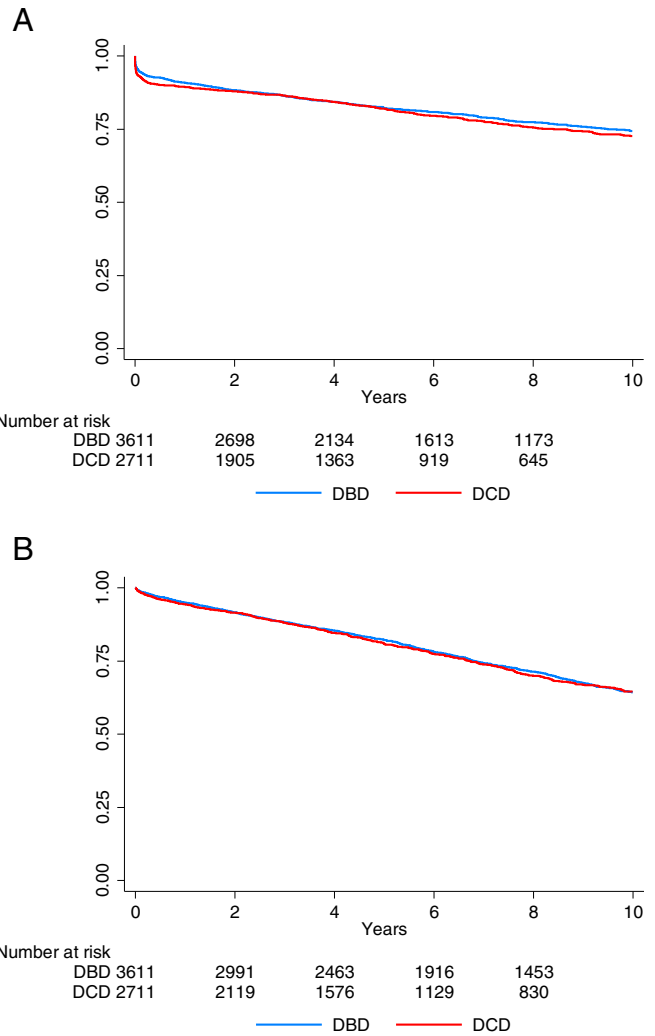 A
1.00
0.75
0.50
0.25
0.00
0 2 4 6 8 10
Years
Number at risk
DBD 3611 2698 2134 1613 1173
DCD 2711 1905 1363 919 645
DBD DCD
B
1.00
0.75
0.50
0.25
0.00
0 2 4 6 8 10
Years
Number at risk
DBD 3611 2991 2463 1916 1453
DCD 2711 2119 1576 1129 830
DBD DCD